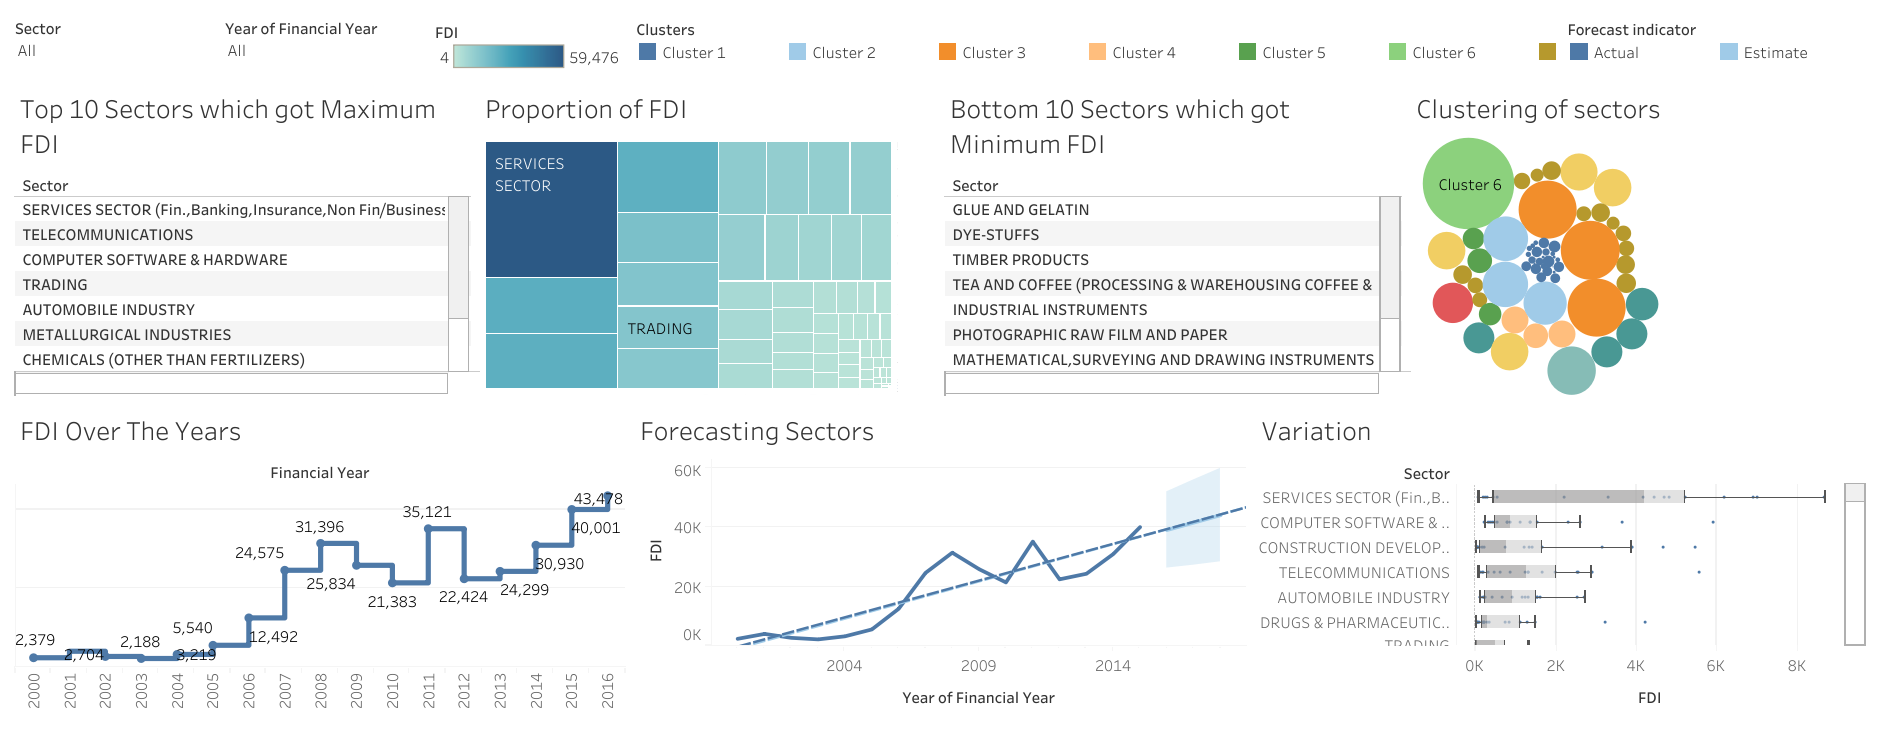 Sector
All
Year of Financial Year
All
FDI
4
59,476
Clusters
Cluster 1
Cluster 2
Cluster 3
Cluster 4
Cluster 5
Cluster 6
Forecast indicator
Actual
Estimate
Top 10 Sectors which got Maximum
FDI
Sector
SERVICES SECTOR (Fin.,Banking,Insurance,Non Fin/Business
TELECOMMUNICATIONS
COMPUTER SOFTWARE & HARDWARE
TRADING
AUTOMOBILE INDUSTRY
METALLURGICAL INDUSTRIES
CHEMICALS (OTHER THAN FERTILIZERS)
Proportion of FDI
SERVICES
SECTOR
TRADING
Bottom 10 Sectors which got
Minimum FDI
Sector
GLUE AND GELATIN
DYE-STUFFS
TIMBER PRODUCTS
TEA AND COFFEE (PROCESSING & WAREHOUSING COFFEE &
INDUSTRIAL INSTRUMENTS
PHOTOGRAPHIC RAW FILM AND PAPER
MATHEMATICAL,SURVEYING AND DRAWING INSTRUMENTS
Clustering of sectors
Cluster 6
FDI Over The Years
Financial Year
2,379
2,704
2,188
3,219
5,540
12,492
24,575
31,396
25,834
21,383
35,121
22,424
24,299
30,930
40,001
43,478
2000
2001
2002
2003
2004
2005
2006
2007
2008
2009
2010
2011
2012
2013
2014
2015
2016
Forecasting Sectors
FDI
60K
40K
20K
0K
2004
2009
2014
Year of Financial Year
Variation
Sector
SERVICES SECTOR (Fin.,B..
COMPUTER SOFTWARE & ..
CONSTRUCTION DEVELOP..
TELECOMMUNICATIONS
AUTOMOBILE INDUSTRY
DRUGS & PHARMACEUTIC..
TRADING
0K
2K
4K
6K
8K
FDI